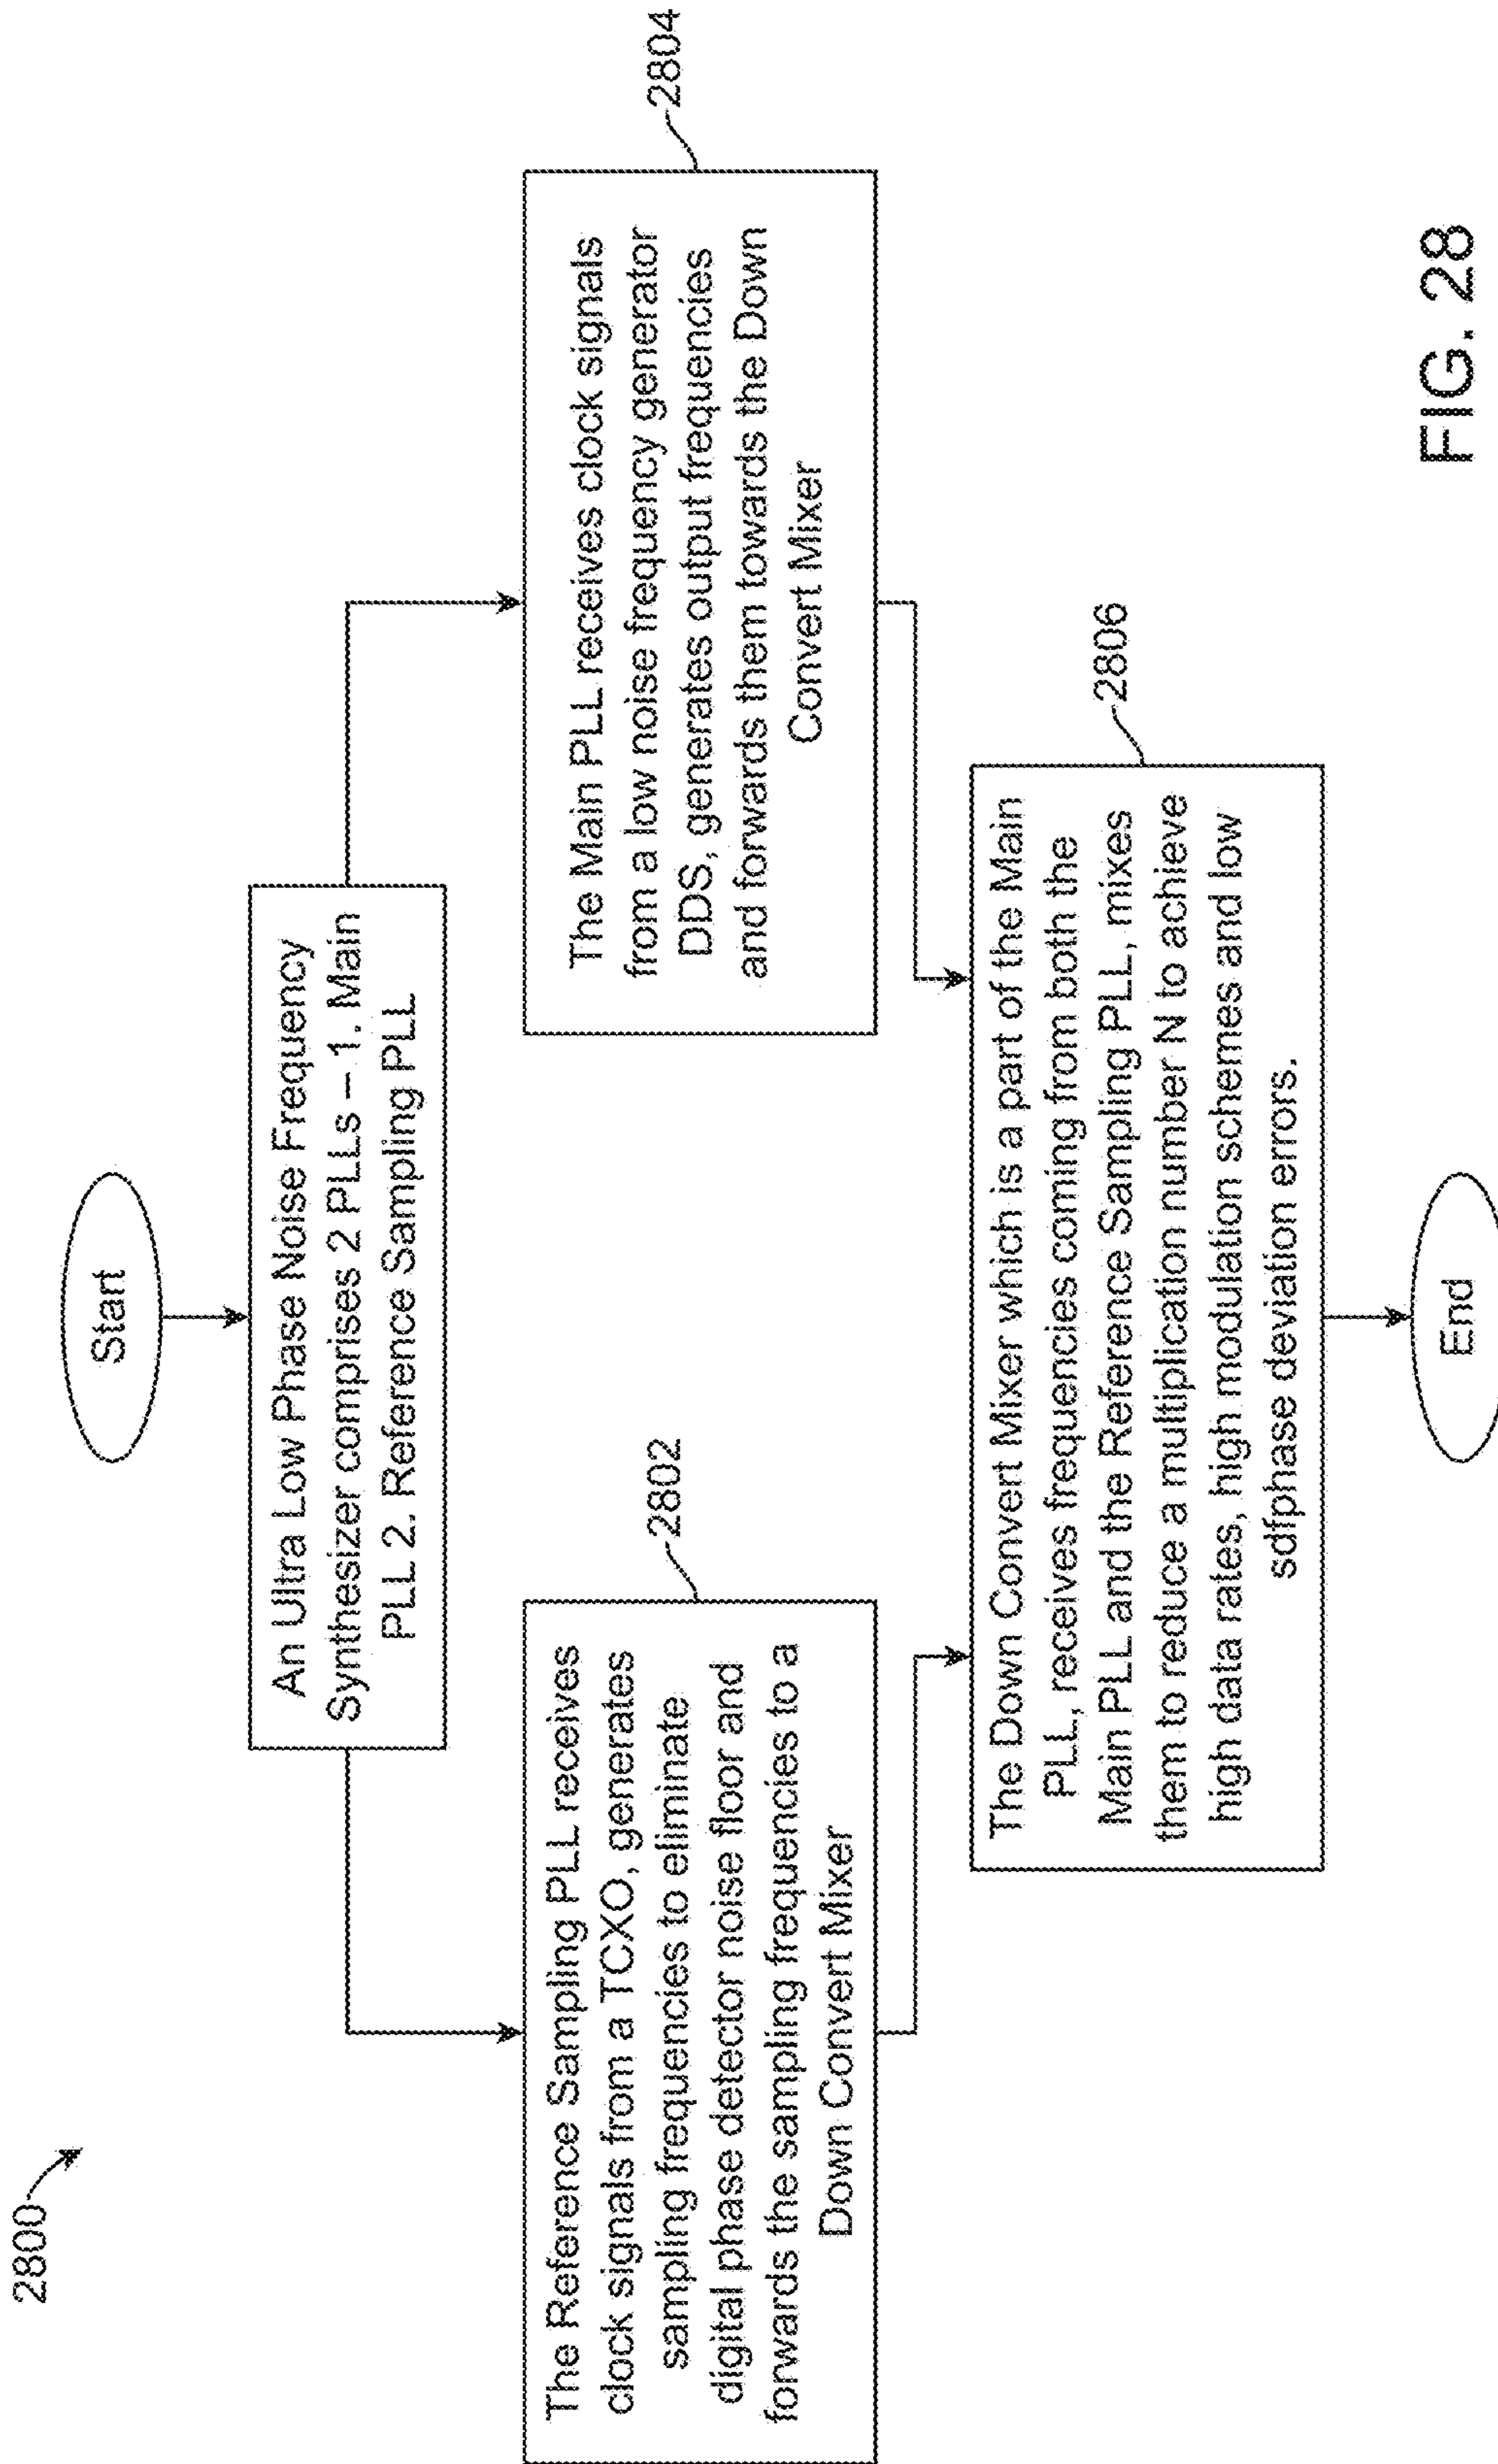 2800
Start
An Ultra Low Phase Noise Frequency
Synthesizer comprises 2 PLLs – 1. Main
PLL 2. Reference Sampling PLL
2802
The Reference Sampling PLL receives
clock signals from a TCXO, generates
sampling frequencies to eliminate
digital phase detector noise floor and
forwards the sampling frequencies to a
Down Convert Mixer
2804
The Main PLL receives clock signals
from a low noise frequency generator
DDS, generates output frequencies
and forwards them towards the Down
Convert Mixer
2806
The Down Convert Mixer which is a part of the Main
PLL, receives frequencies coming from both the
Main PLL and the Reference Sampling PLL, mixes
them to reduce a multiplication number N to achieve
high data rates, high modulation schemes and low
sdfphase deviation errors.
End
FIG. 28